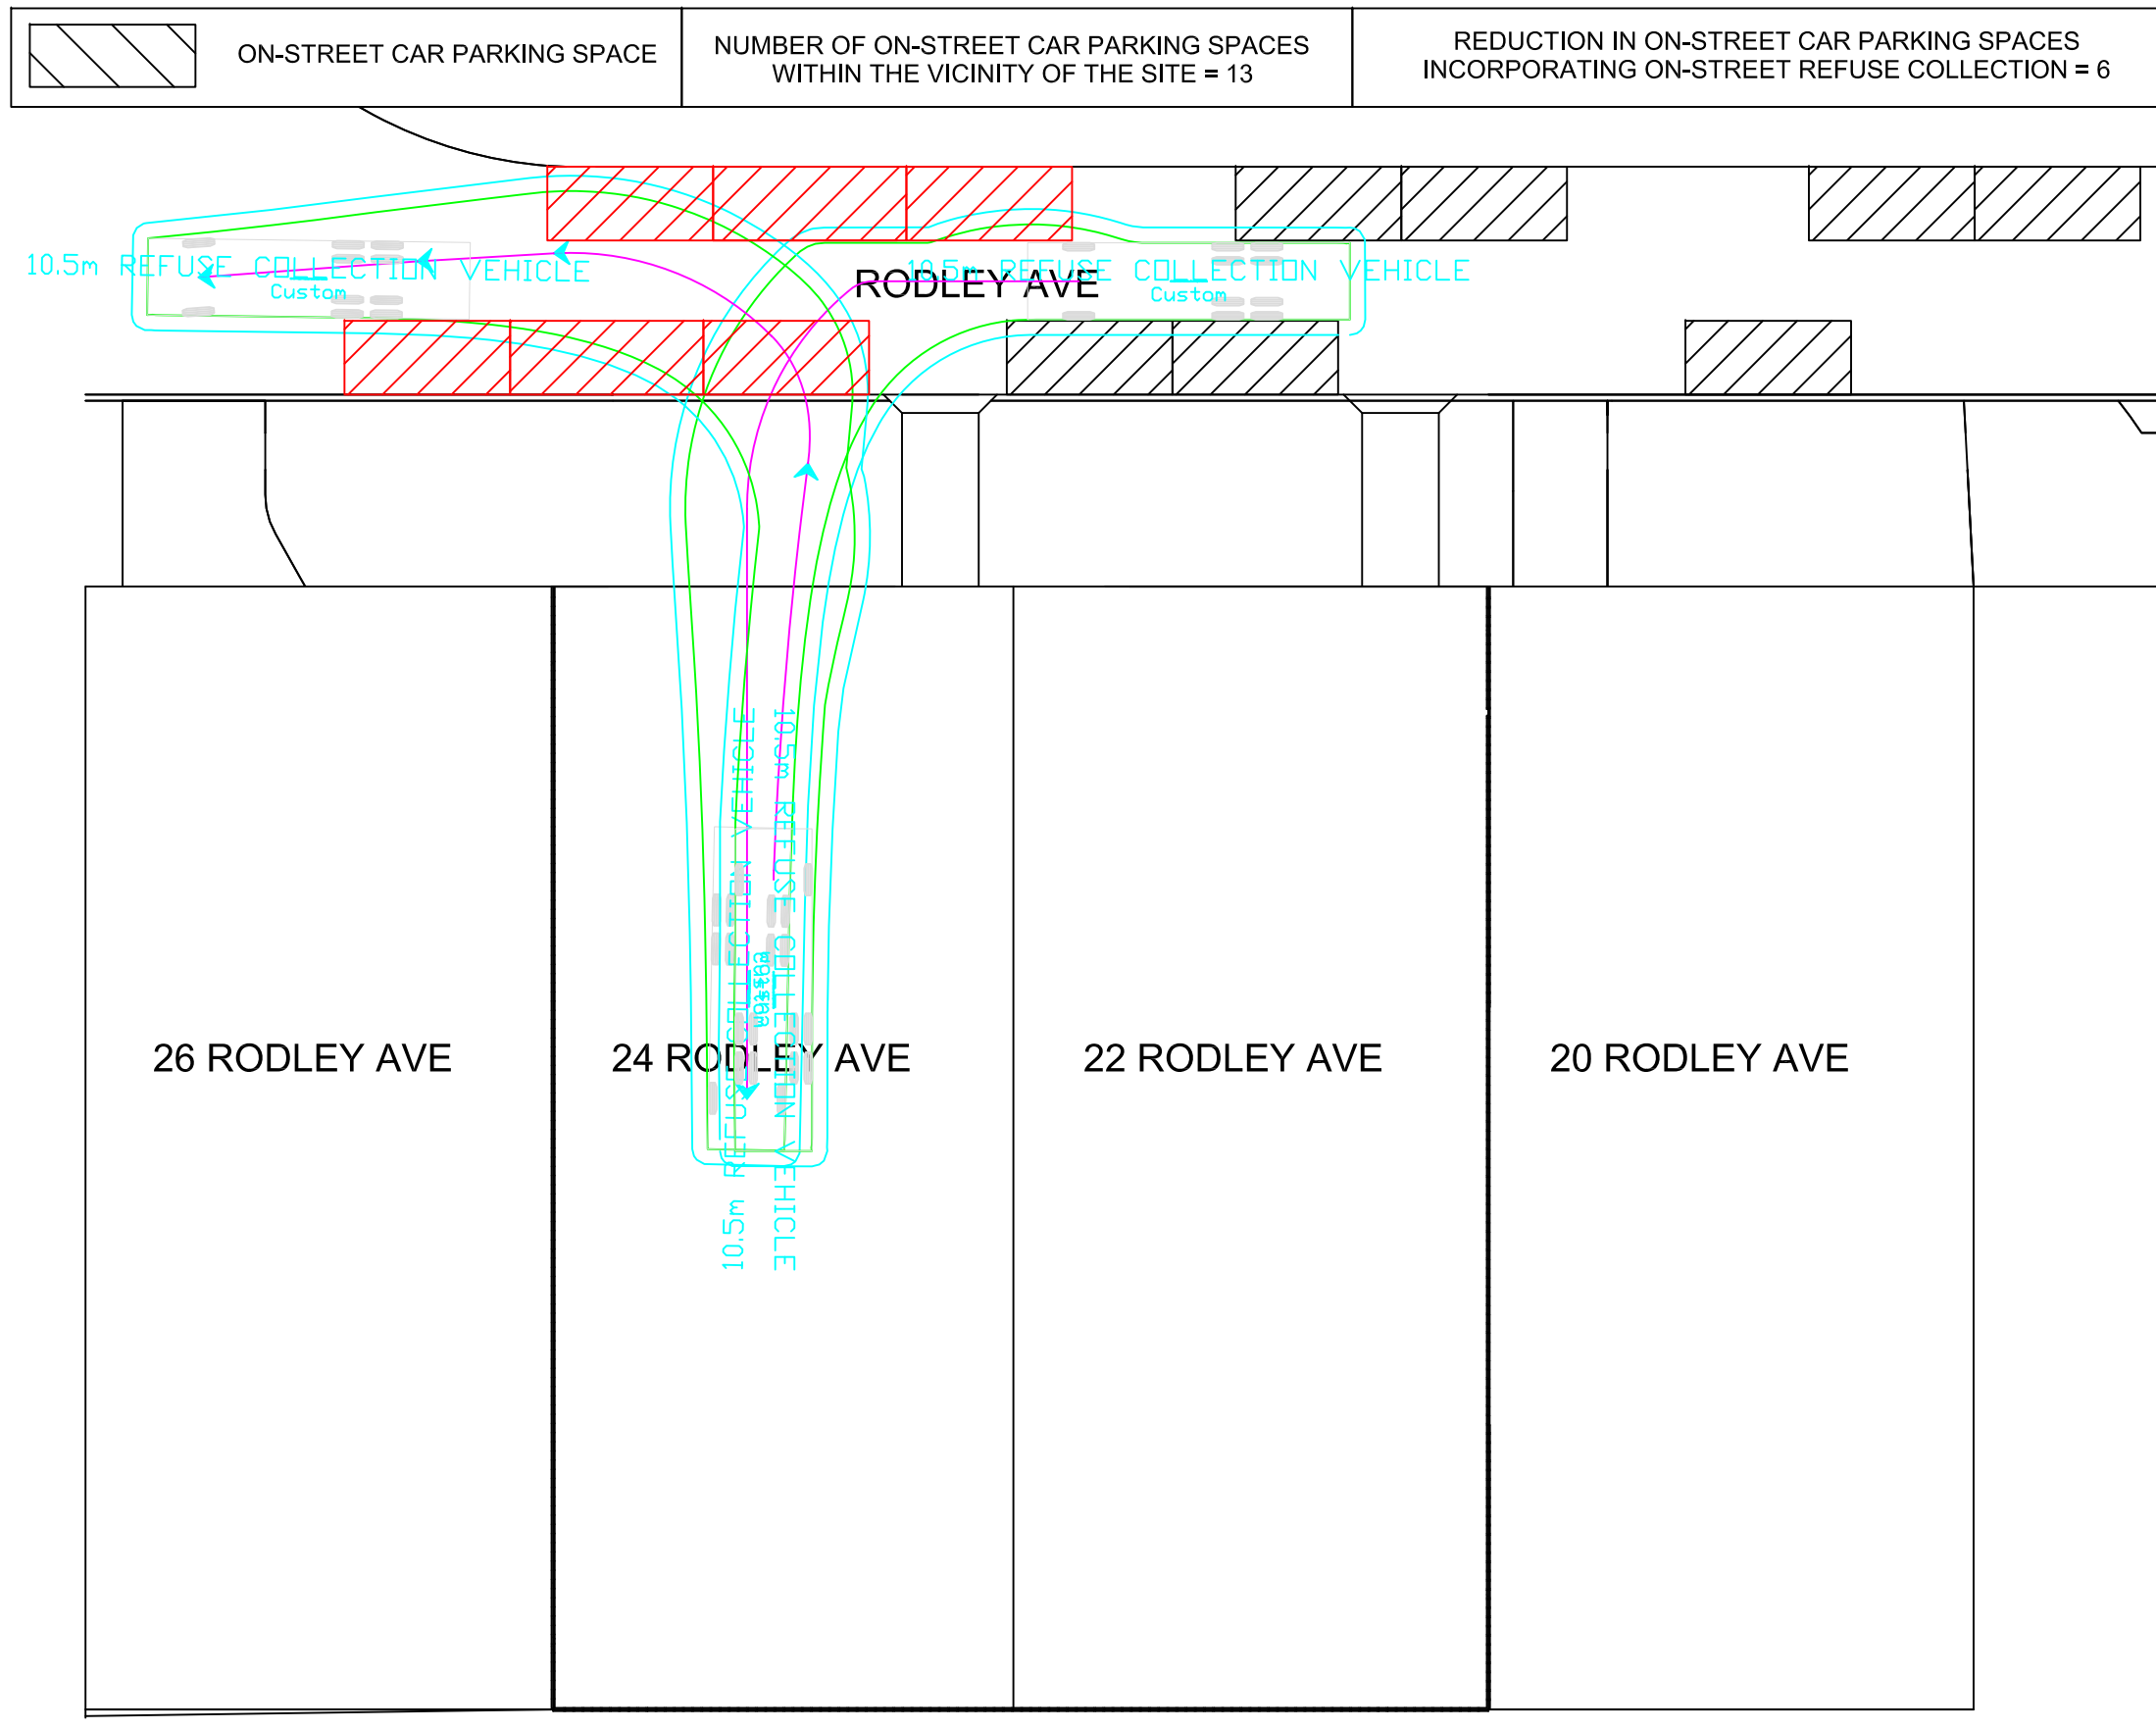 ON-STREET CAR PARKING SPACE
NUMBER OF ON-STREET CAR PARKING SPACES
WITHIN THE VICINITY OF THE SITE = 13
REDUCTION IN ON-STREET CAR PARKING SPACES
INCORPORATING ON-STREET REFUSE COLLECTION = 6
10.5m REFUSE COLLECTION VEHICLE
Custom
RODLEY AVE
10.5m REFUSE COLLECTION VEHICLE
Custom
10.5m REFUSE COLLECTION VEHICLE
Custom
10.5m REFUSE COLLECTION VEHICLE
Custom
26 RODLEY AVE
24 RODLEY AVE
22 RODLEY AVE
20 RODLEY AVE